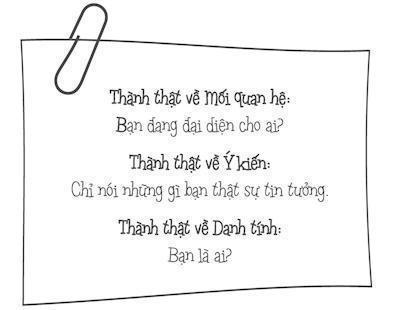 Thành thật về Mối quan hệ:
Bạn đang đại diện cho ai?
Thành thật về Ý kiến:
Chỉ nói những gì bạn thật sự tin tưởng.
Thành thật về Danh tính:
Bạn là ai?